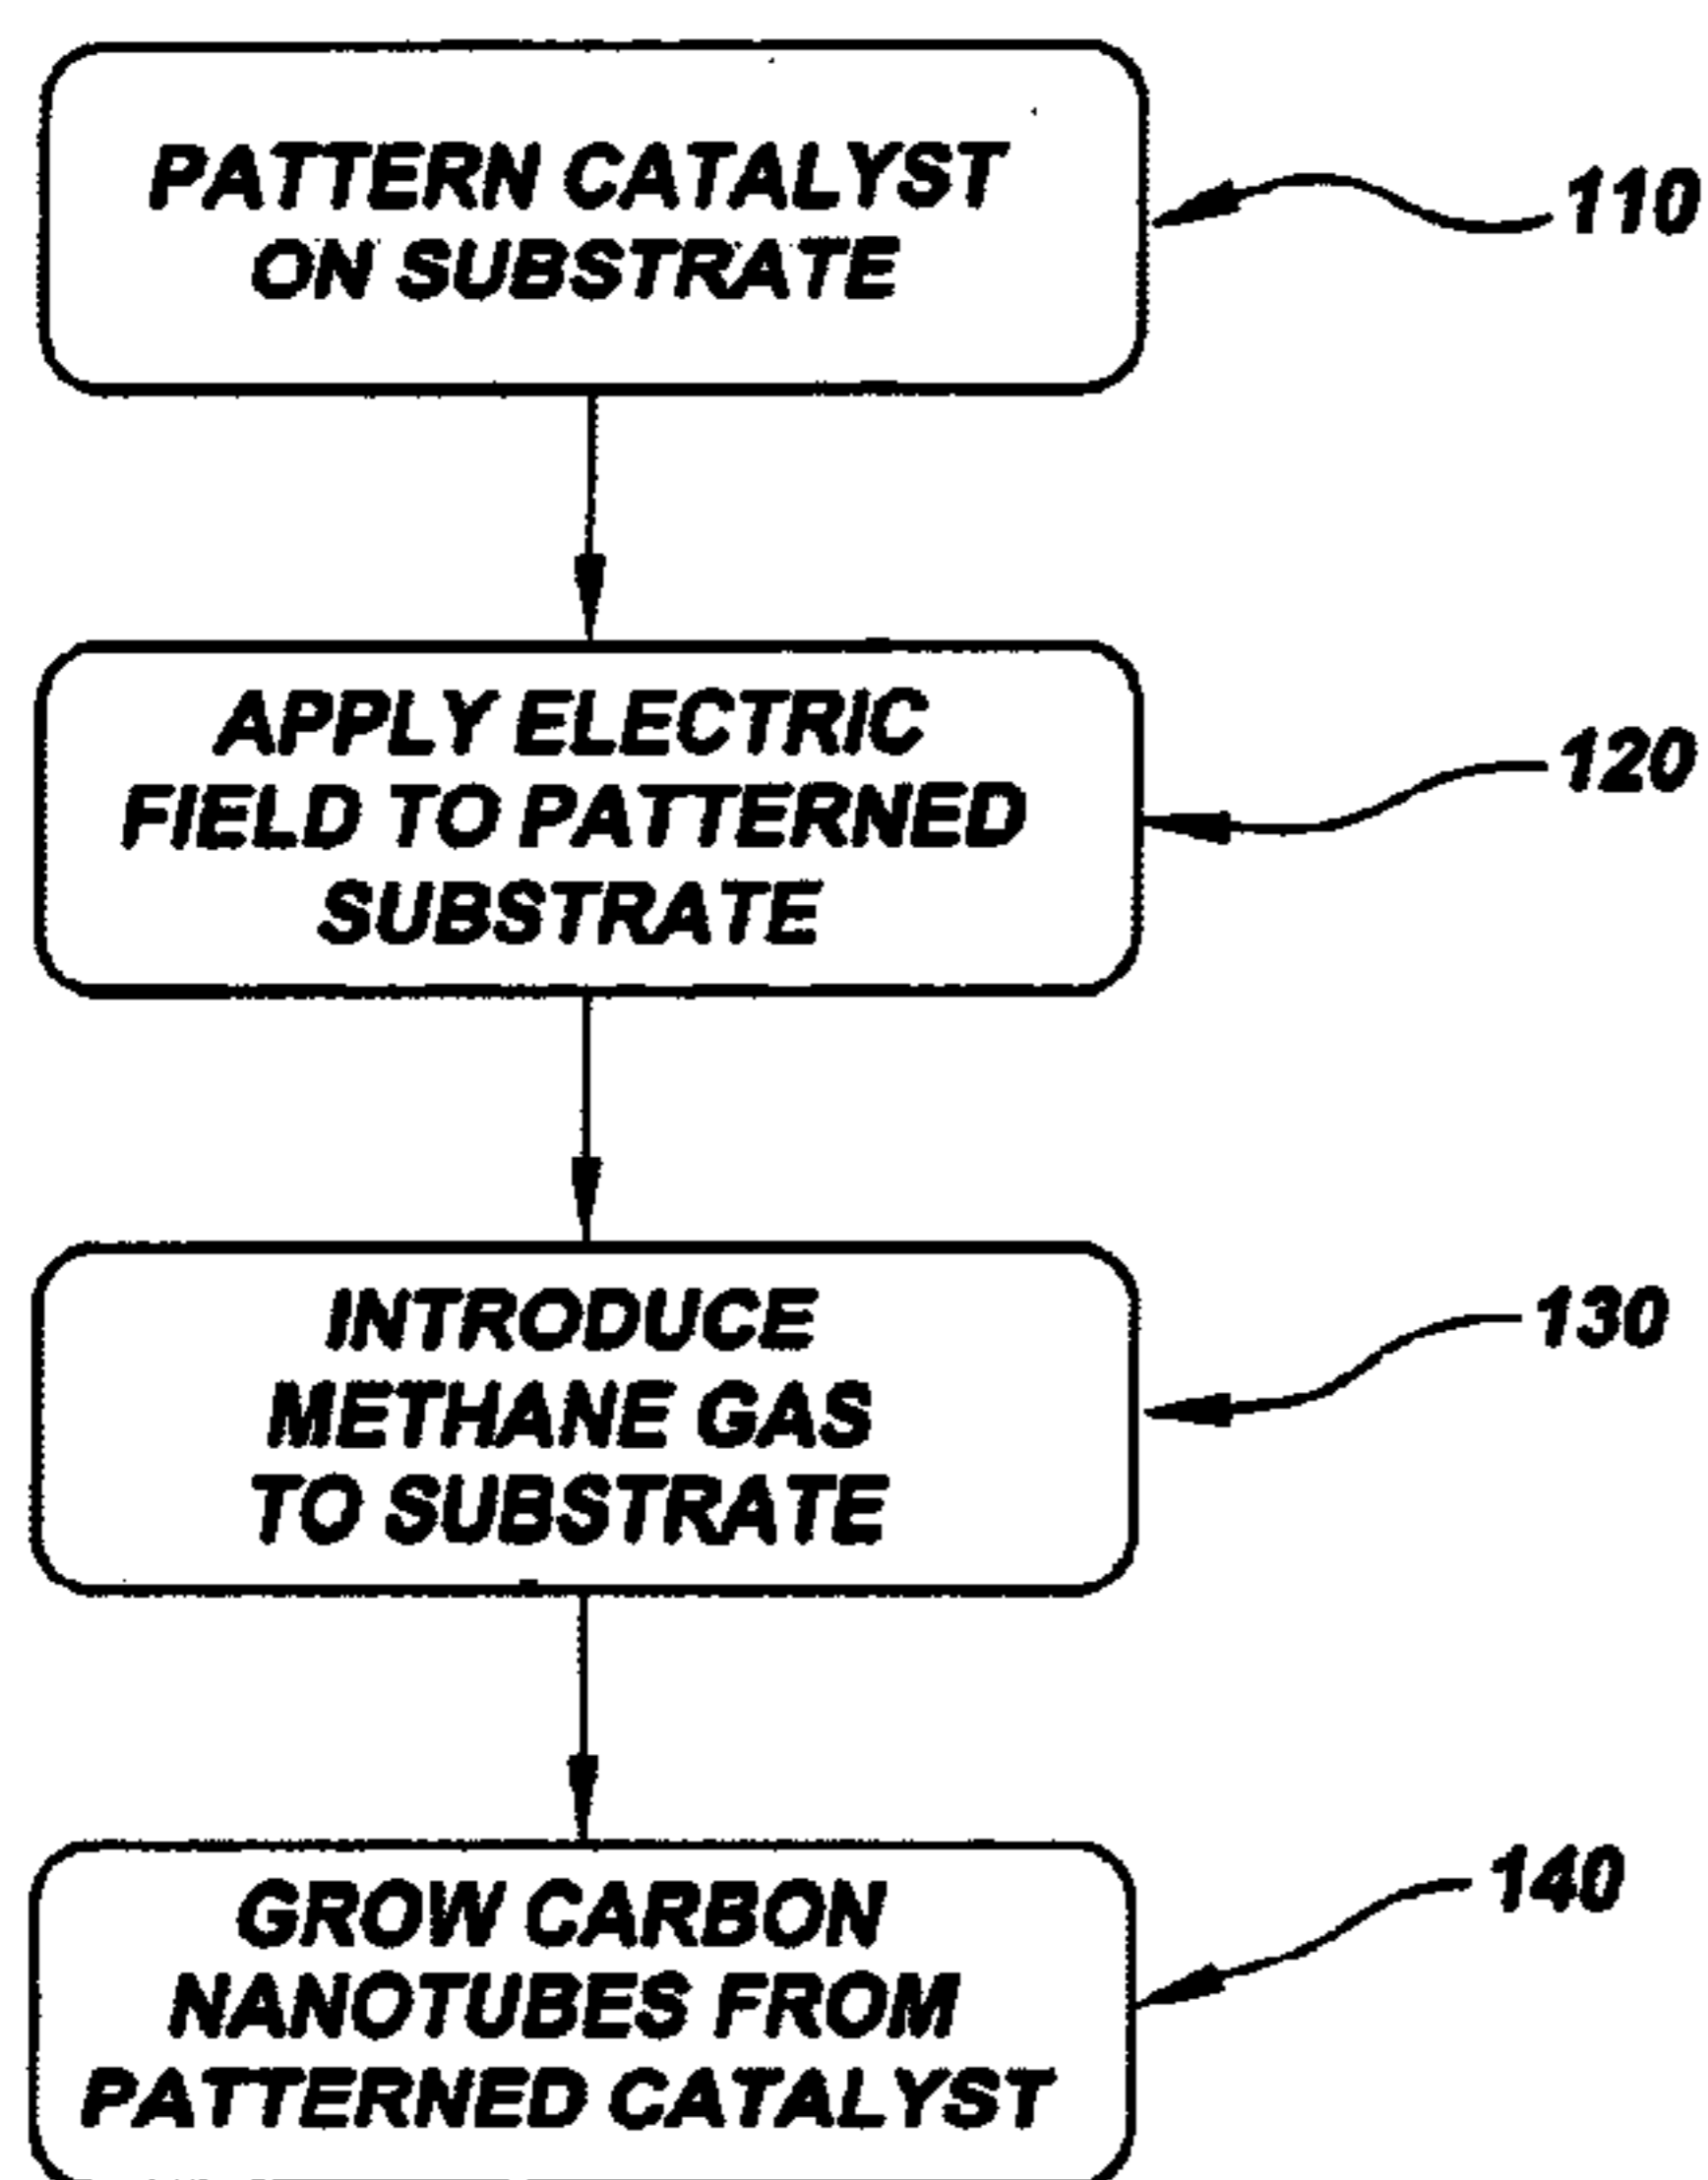 PATTERN CATALYST
ON SUBSTRATE
110
APPLY ELECTRIC
FIELD TO PATTERNED
SUBSTRATE
120
INTRODUCE
METHANE GAS
TO SUBSTRATE
130
GROW CARBON
NANOTUBES FROM
PATTERNED CATALYST
140